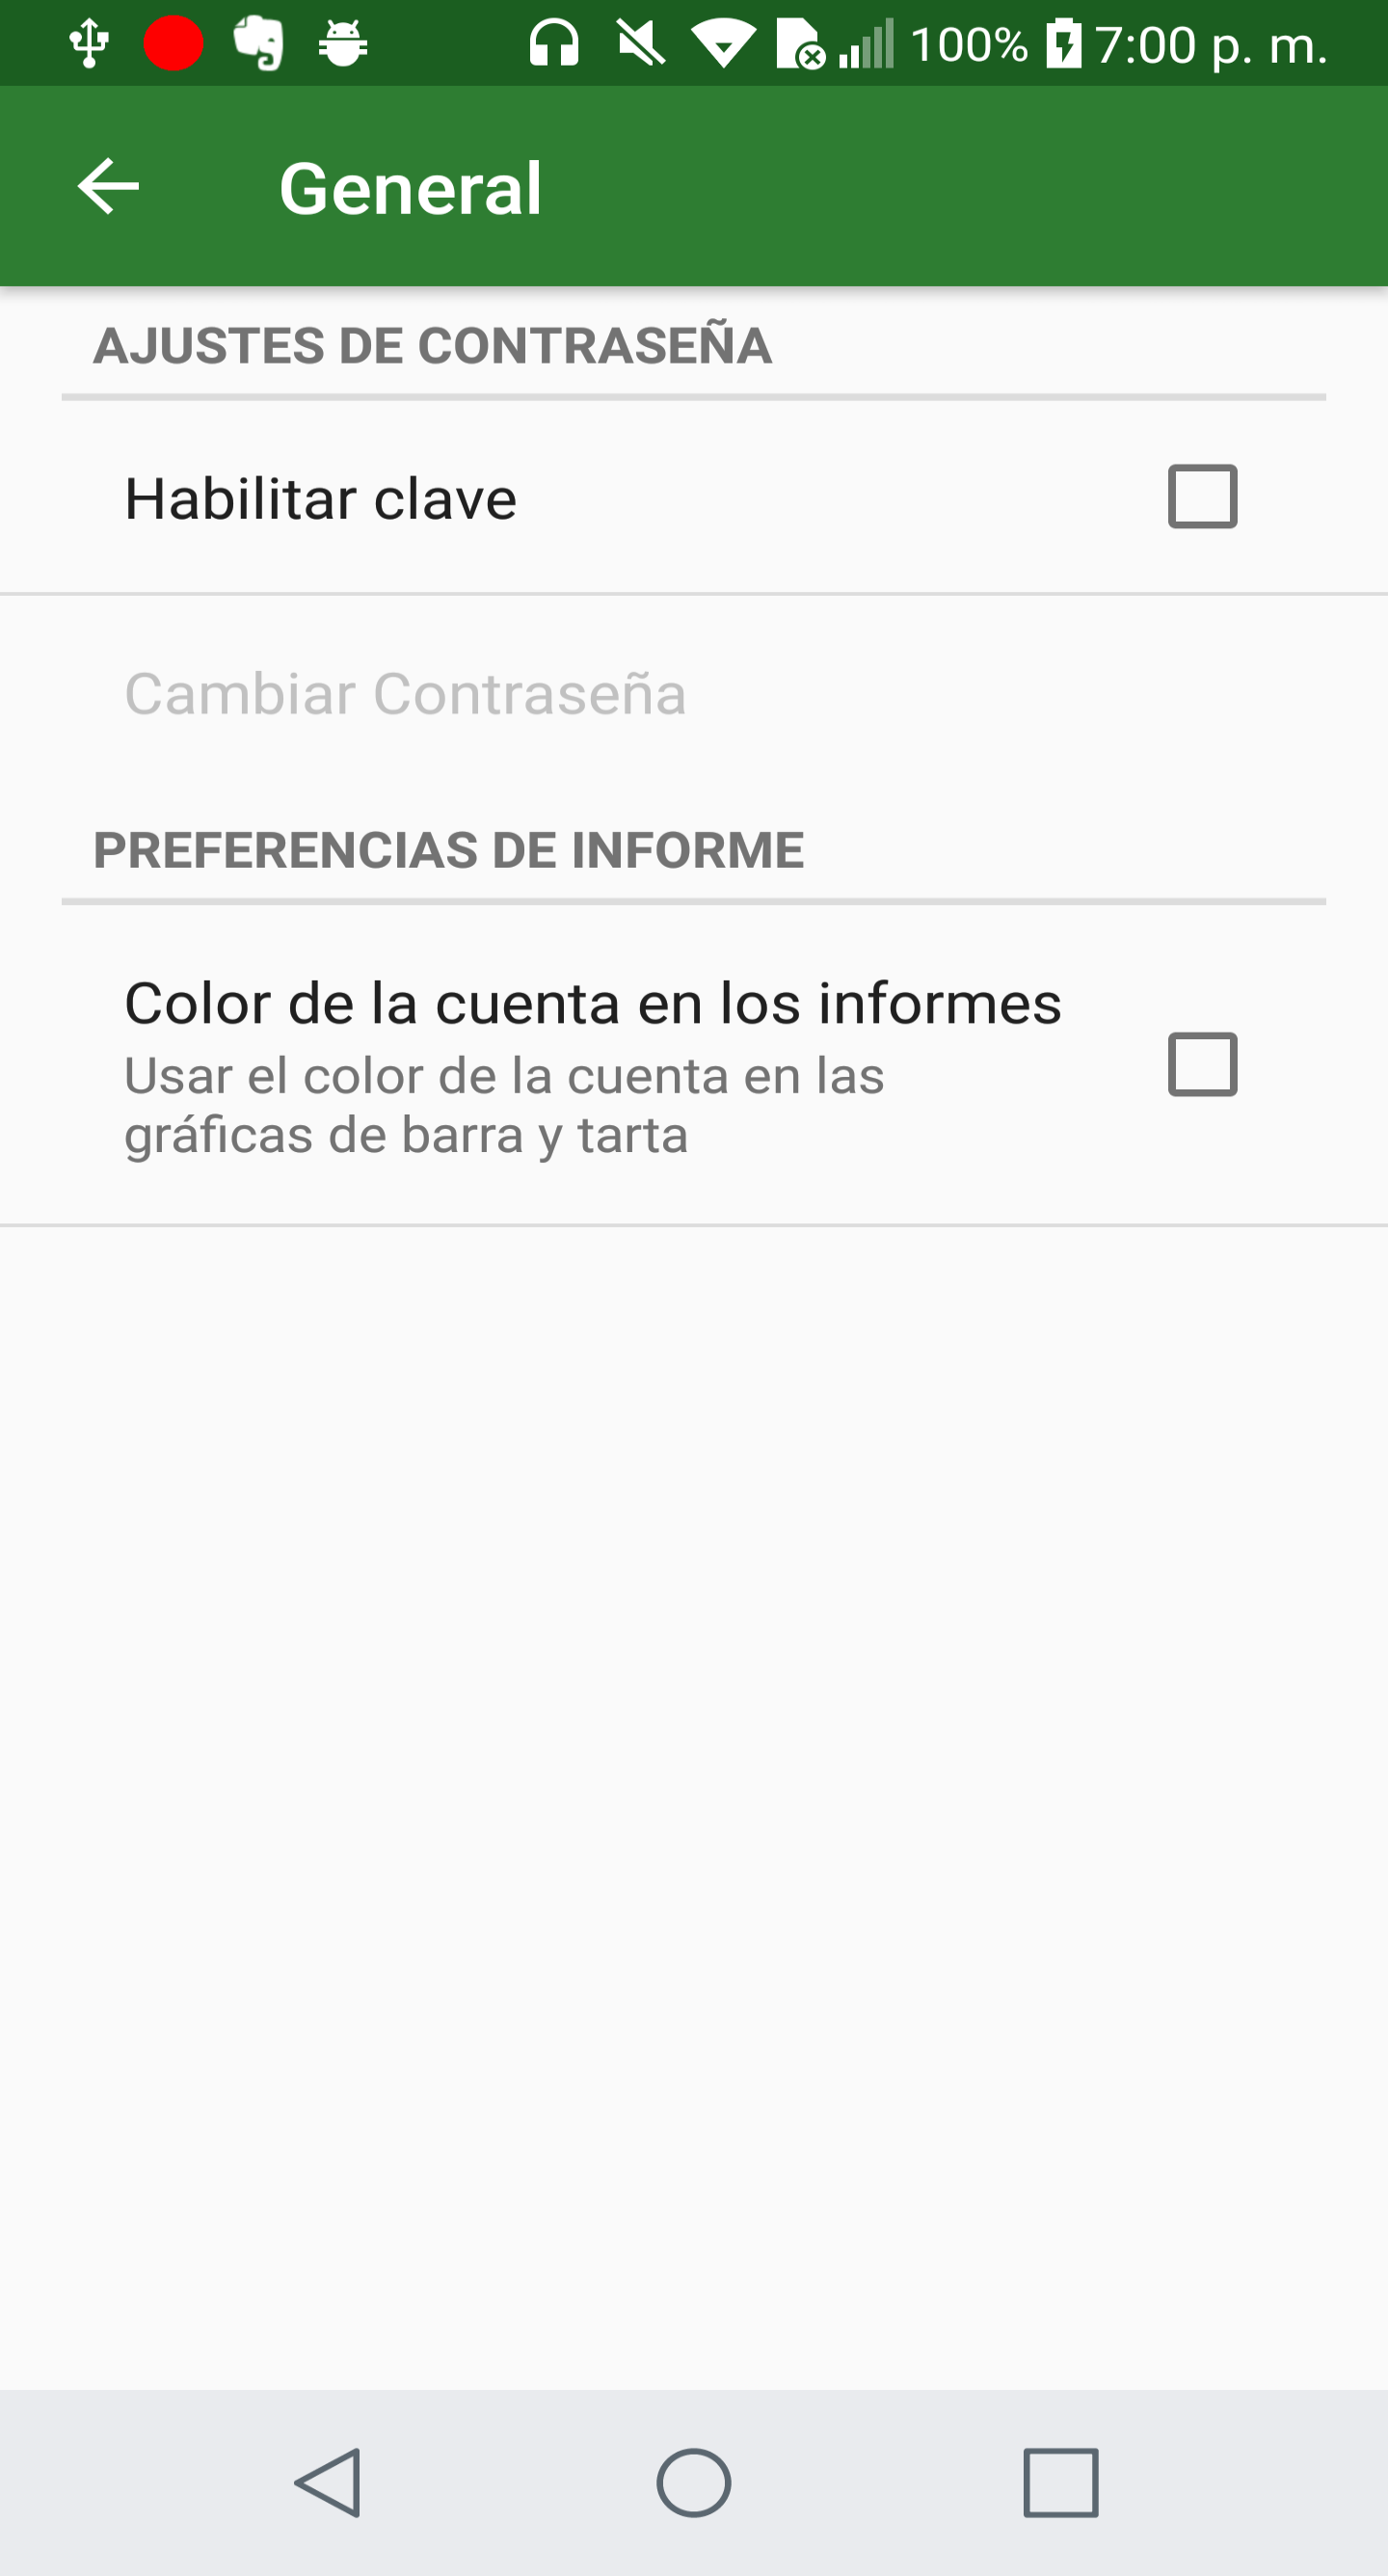 100% 7:00 p. m.
General
AJUSTES DE CONTRASEÑA
Habilitar clave
Cambiar Contraseña
PREFERENCIAS DE INFORME
Color de la cuenta en los informes
Usar el color de la cuenta en las
gráficas de barra y tarta